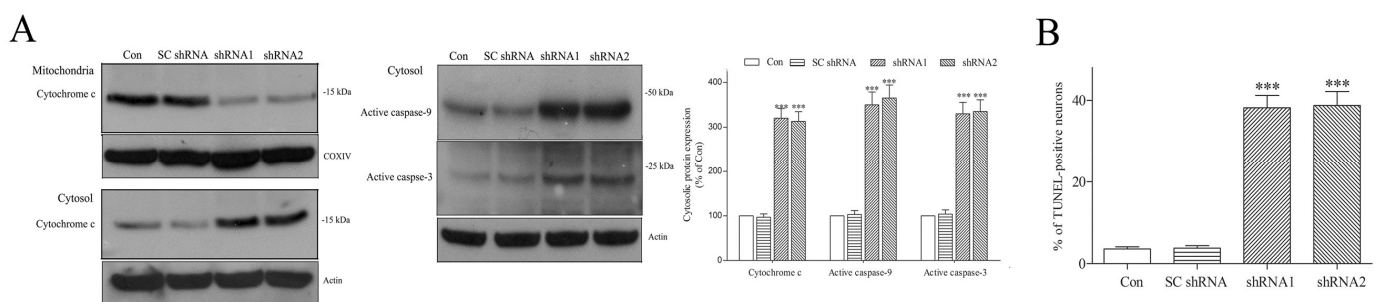 A
Con SC shRNA shRNA1 shRNA2
Mitochondria
Cytochrome c
-15 kDa
COXIV
Cytosol
Cytochrome c
-15 kDa
Actin
Con SC shRNA shRNA1 shRNA2
Cytosol
-50 kDa
Active caspase-9
-25 kDa
Active caspse-3
Actin
Con SC shRNA shRNA1 shRNA2
Cytosolic protein expression
(% of Con)
400
300
200
100
0
*** ***
*** ***
*** ***
Cytochrome c Active caspase-9 Active caspase-3
B
% of TUNEL-positive neurons
40
20
0
*** ***
Con SC shRNA shRNA1 shRNA2